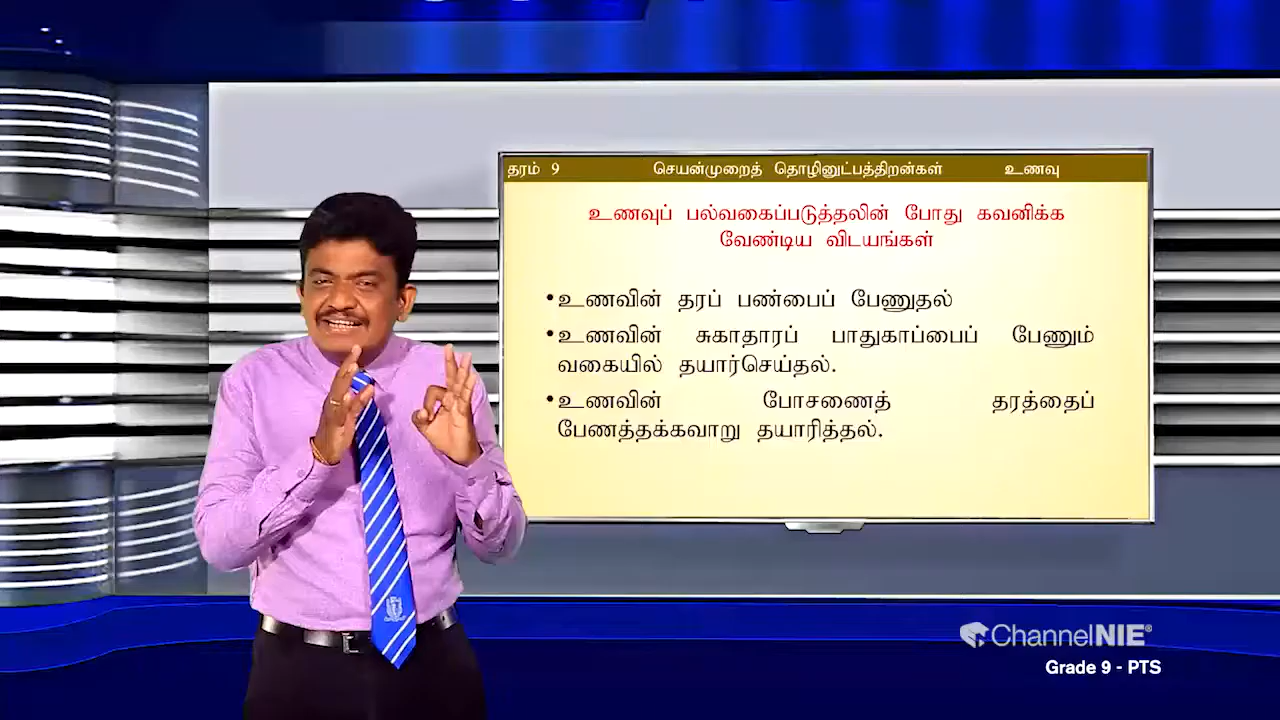 தரம் 9 செயன்முறைத் தொழினுட்பத்திறன்கள் உணவு
உணவுப் பல்வகைப்படுத்தலின் போது கவனிக்க
வேண்டிய விடயங்கள்
•உணவின் தரப் பண்பைப் பேணுதல்
•உணவின் சுகாதாரப் பாதுகாப்பைப் பேணும்
வகையில் தயார்செய்தல்.
•உணவின் போசணைத் தரத்தைப்
பேணத்தக்கவாறு தயாரித்தல்.
ChannelNIE®
Grade 9 - PTS